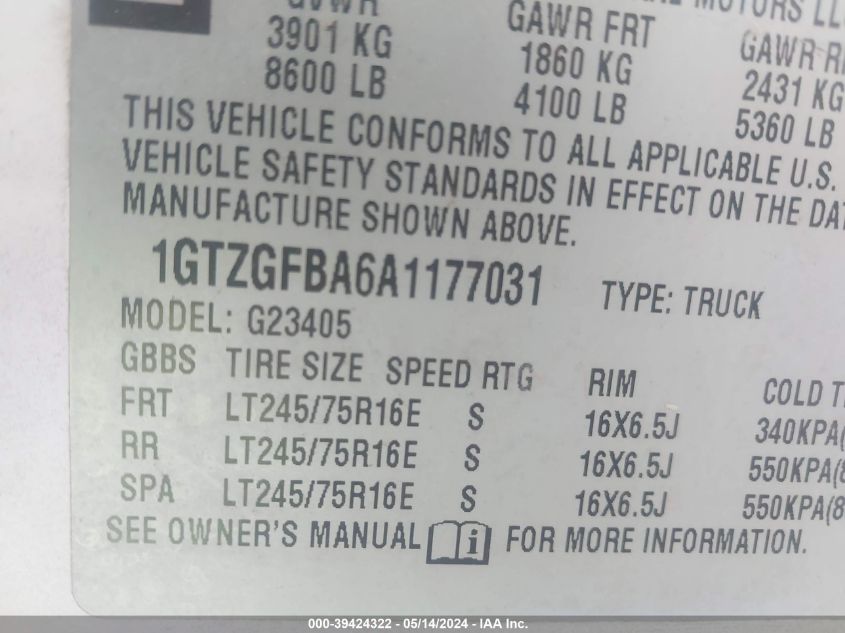 GVWR GAWR FRT GAWR
3901 KG 1860 KG 2431 KG
8600 LB 4100 LB 5360 LB
THIS VEHICLE CONFORMS TO ALL APPLICABLE U.S.
VEHICLE SAFETY STANDARDS IN EFFECT ON THE
MANUFACTURE SHOWN ABOVE.
1GTZGFBA6A1177031 TYPE: TRUCK
MODEL: G23405
GBBS TIRE SIZE SPEED RTG RIM COLD
FRT LT245/75R16E S 16X6.5J 340KPA(
RR LT245/75R16E S 16X6.5J 550KPA(8
SPA LT245/75R16E S 16X6.5J 550KPA(8
SEE OWNER'S MANUAL i FOR MORE INFORMATION.
000-39424322 - 05/14/2024 - IAA Inc.